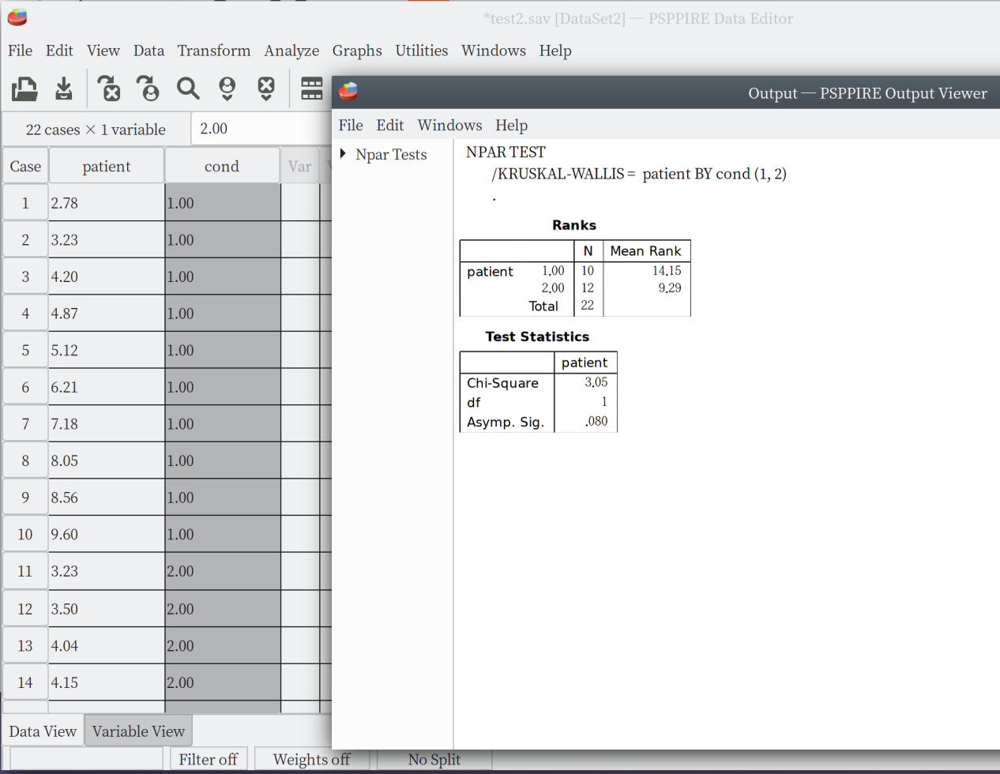 *test2.sav [DataSet2] — PSPPIRE Data Editor
File Edit View Data Transform Analyze Graphs Utilities Windows Help
22 cases × 1 variable 2.00
Case patient cond Var
1 2.78 1.00
2 3.23 1.00
3 4.20 1.00
4 4.87 1.00
5 5.12 1.00
6 6.21 1.00
7 7.18 1.00
8 8.05 1.00
9 8.56 1.00
10 9.60 1.00
11 3.23 2.00
12 3.50 2.00
13 4.04 2.00
14 4.15 2.00
Data View Variable View
Filter off Weights off No Split
Output — PSPPIRE Output Viewer
File Edit Windows Help
Npar Tests
NPAR TEST
/KRUSKAL-WALLIS = patient BY cond (1, 2)
.
Ranks
N Mean Rank
patient 1.00 10 14.15
2.00 12 9.29
Total 22
Test Statistics
patient
Chi-Square 3.05
df 1
Asymp. Sig. .080